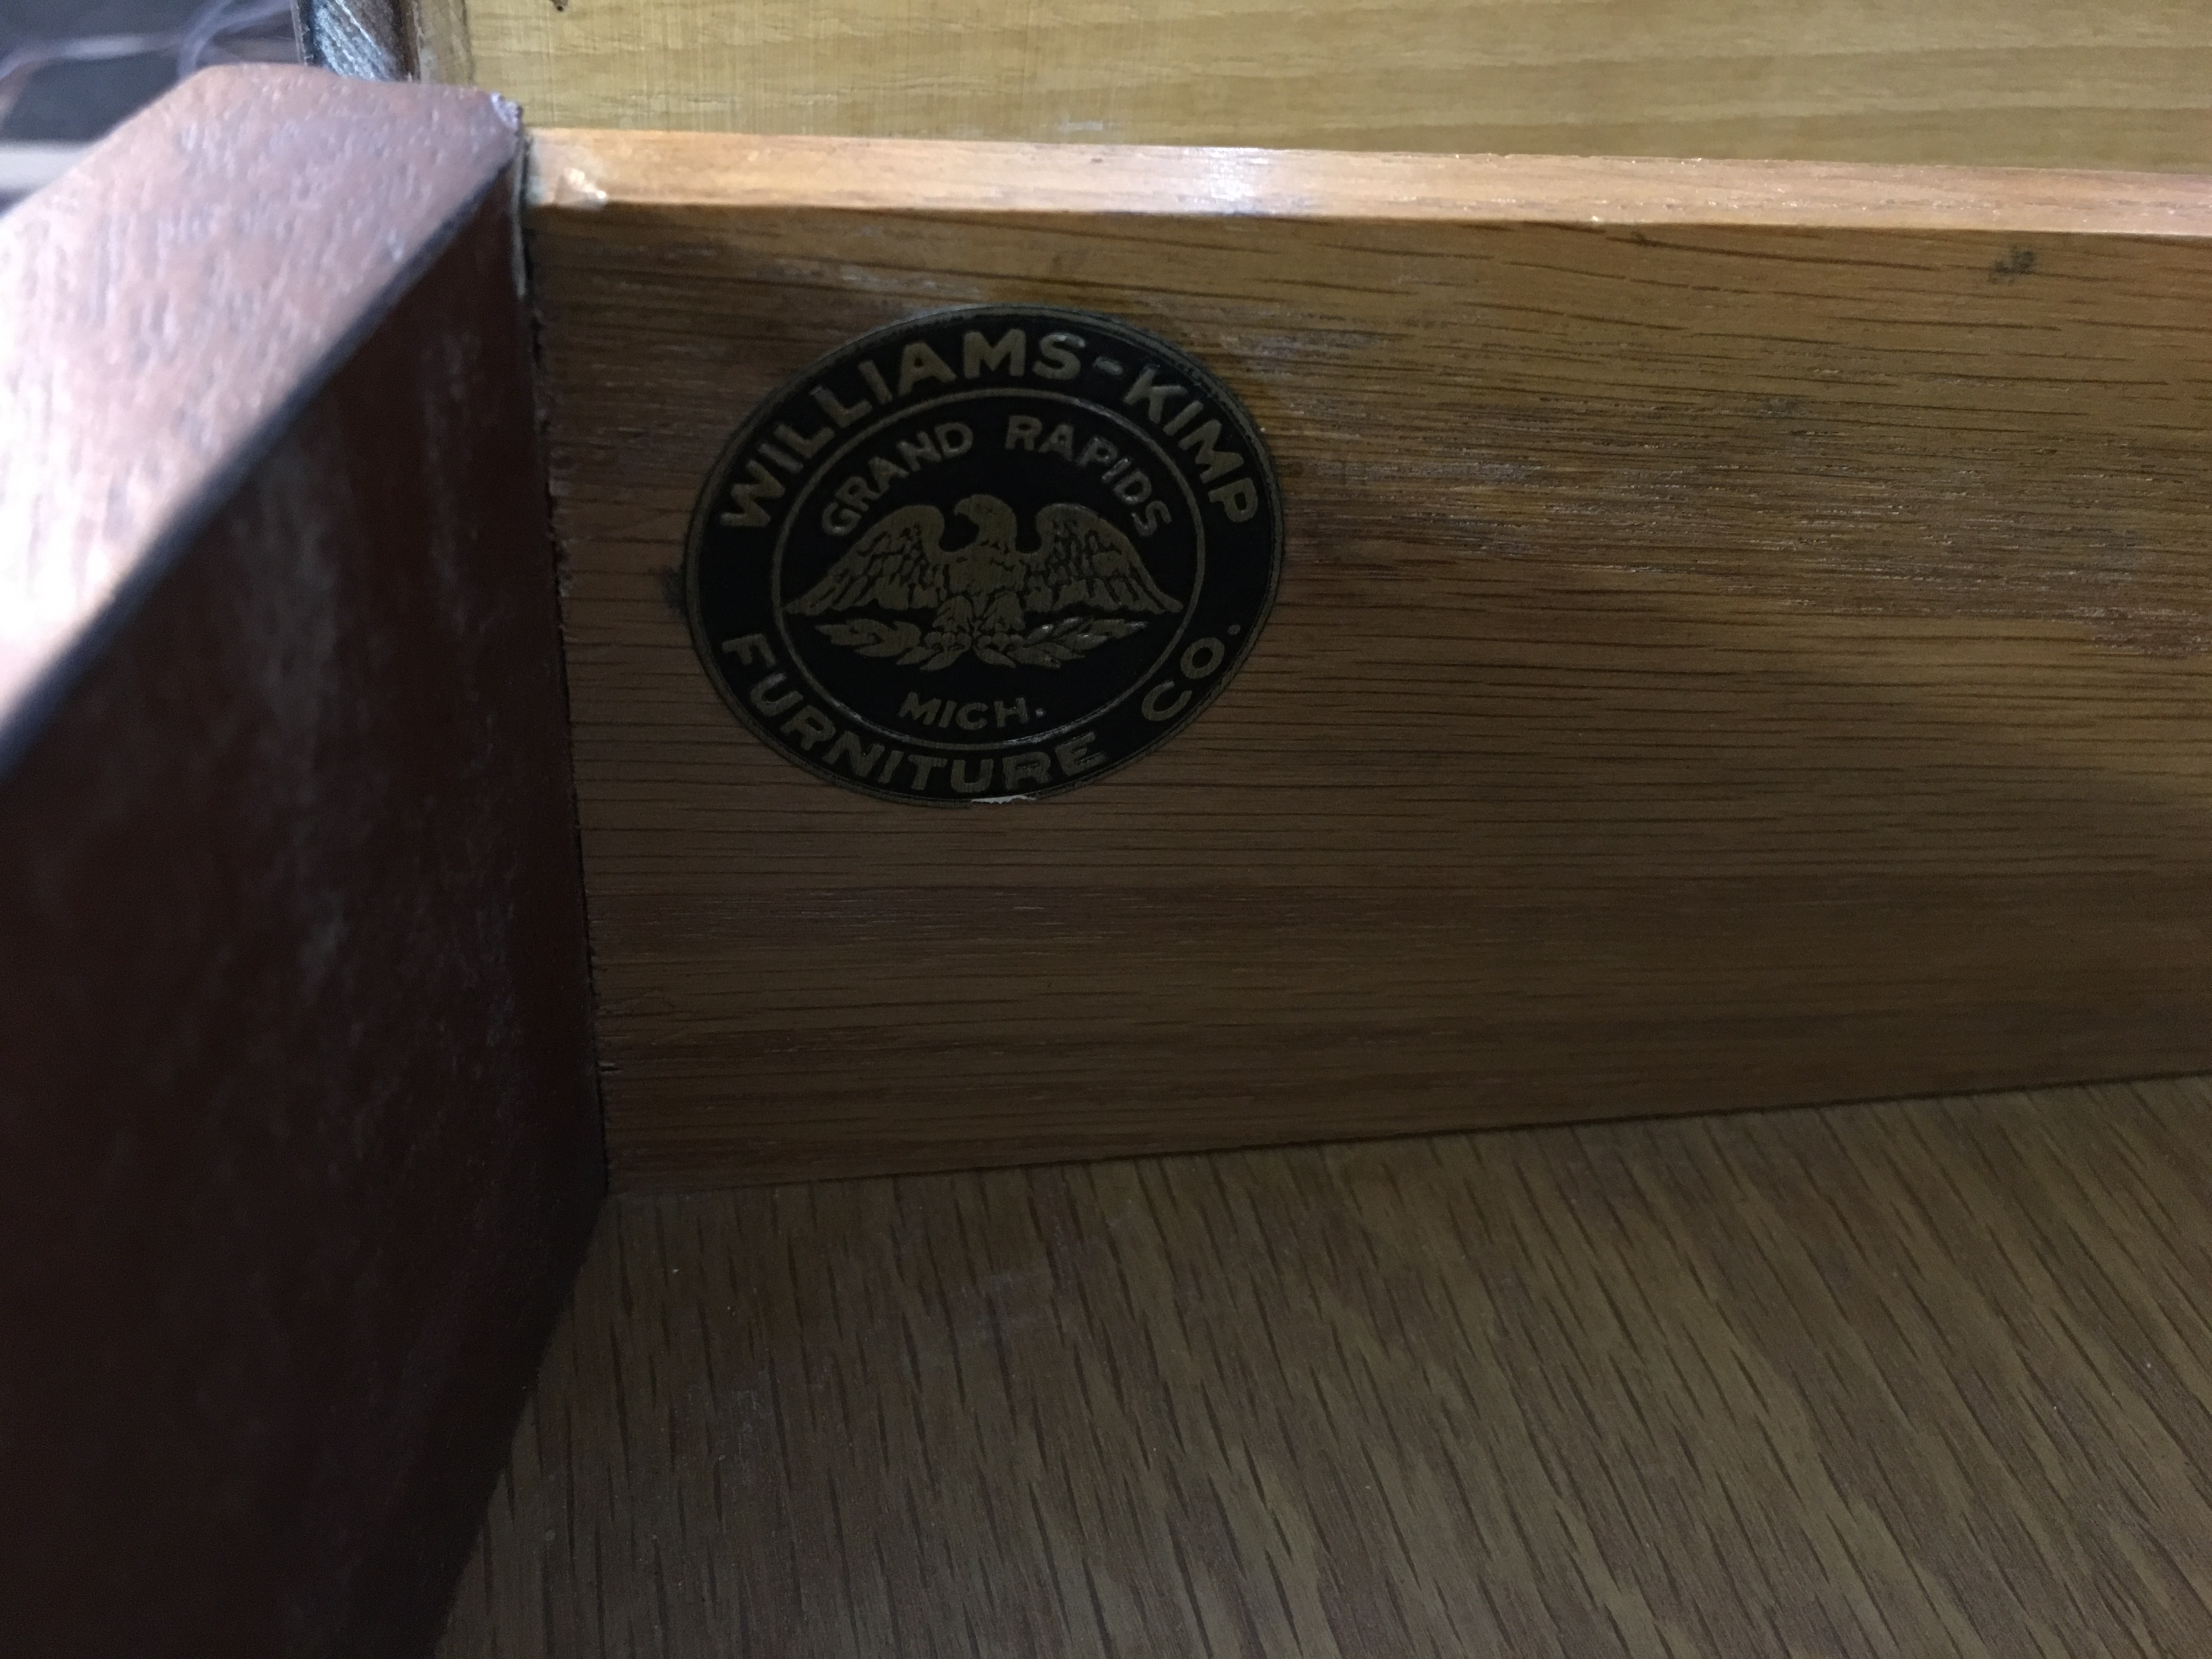 WILLIAMS-KIMP
GRAND RAPIDS
MICH.
FURNITURE CO.